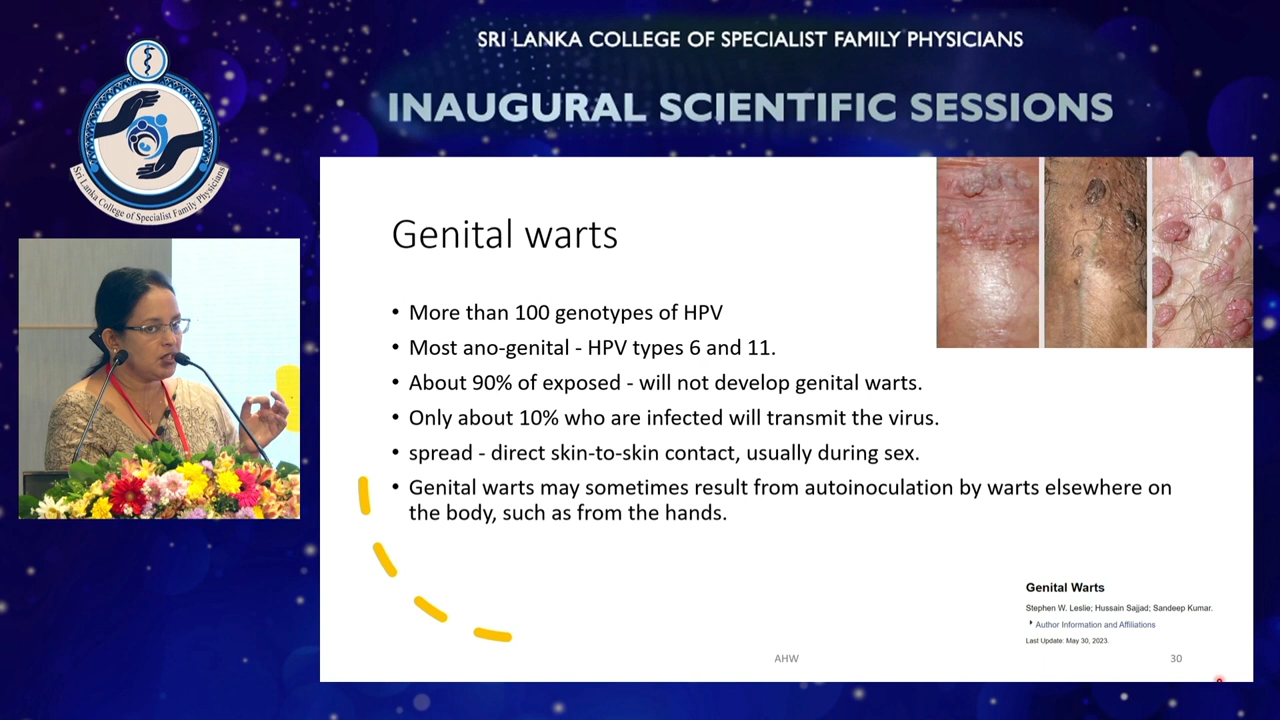 SRI LANKA COLLEGE OF SPECIALIST FAMILY PHYSICIANS
INAUGURAL SCIENTIFIC SESSIONS
Sri Lanka College of Specialist Family Physicians
Genital warts
• More than 100 genotypes of HPV
• Most ano-genital - HPV types 6 and 11.
• About 90% of exposed - will not develop genital warts.
• Only about 10% who are infected will transmit the virus.
• spread - direct skin-to-skin contact, usually during sex.
• Genital warts may sometimes result from autoinoculation by warts elsewhere on
the body, such as from the hands.
Genital Warts
Stephen W. Leslie; Hussain Sajjad; Sandeep Kumar.
Author Information and Affiliations
Last Update: May 30, 2023.
AHW
30